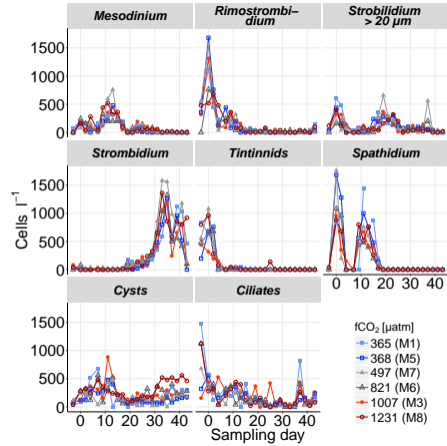 Mesodinium
Rimostrombi–
dium
Strobilidium
> 20 µm
1500
1000
500
0
Strombidium
Tintinnids
Spathidium
1500
1000
500
0
Cells l⁻¹
0 10 20 30 40
Cysts
Ciliates
1500
1000
500
0
0 10 20 30 40
0 10 20 30 40
Sampling day
fCO₂ [µatm]
365 (M1)
368 (M5)
497 (M7)
821 (M6)
1007 (M3)
1231 (M8)